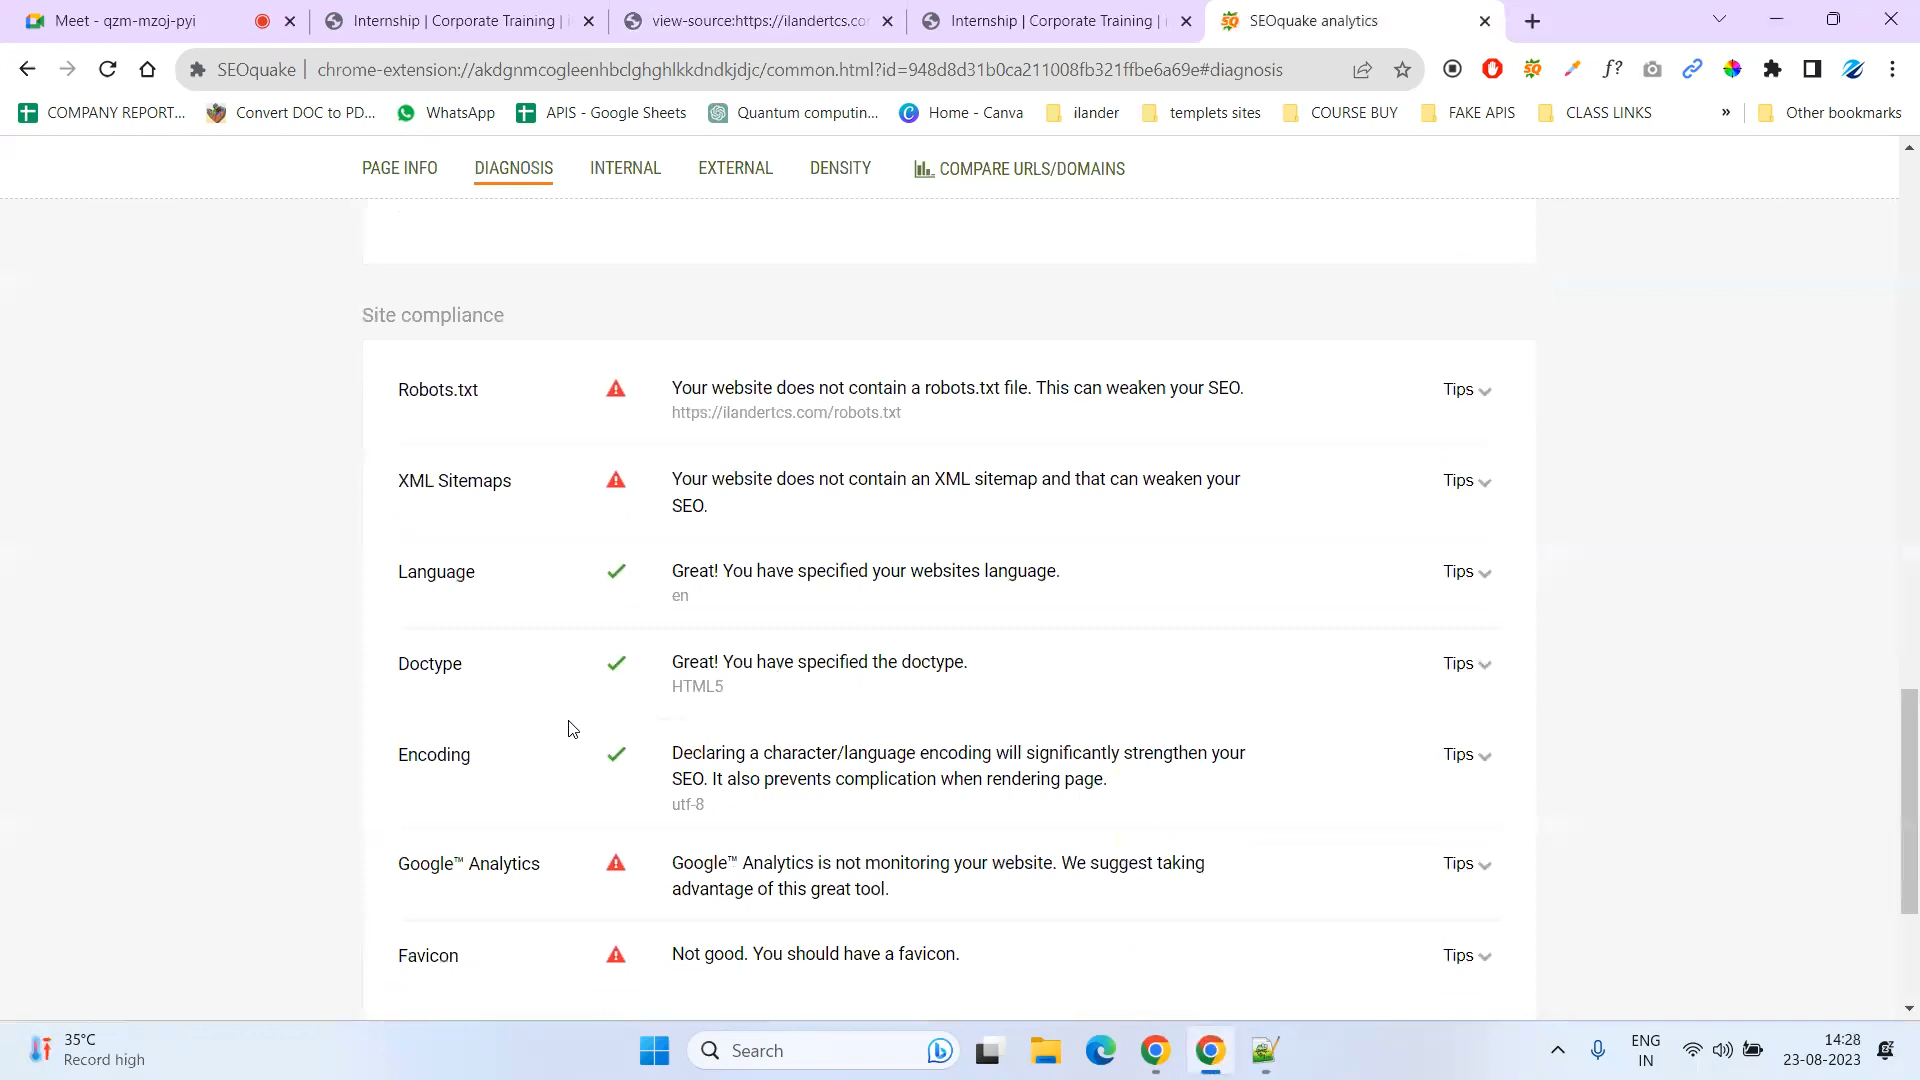 Meet - qzm-mzoj-pyi
Internship | Corporate Training |
view-source:https://ilandertcs.co
Internship | Corporate Training |
SEOquake analytics
SEOquake
chrome-extension://akdgnmcogleenhbclghghlkkdndkjdjc/common.html?id=948d8d31b0ca211008fb321ffbe6a69e#diagnosis
COMPANY REPORT...
Convert DOC to PD...
WhatsApp
APIS - Google Sheets
Quantum computin...
Home - Canva
ilander
templets sites
COURSE BUY
FAKE APIS
CLASS LINKS
»
Other bookmarks
PAGE INFO
DIAGNOSIS
INTERNAL
EXTERNAL
DENSITY
COMPARE URLS/DOMAINS
Site compliance
Robots.txt
Your website does not contain a robots.txt file. This can weaken your SEO.
https://ilandertcs.com/robots.txt
Tips
XML Sitemaps
Your website does not contain an XML sitemap and that can weaken your
SEO.
Tips
Language
Great! You have specified your websites language.
en
Tips
Doctype
Great! You have specified the doctype.
HTML5
Tips
Encoding
Declaring a character/language encoding will significantly strengthen your
SEO. It also prevents complication when rendering page.
utf-8
Tips
Google™ Analytics
Google™ Analytics is not monitoring your website. We suggest taking
advantage of this great tool.
Tips
Favicon
Not good. You should have a favicon.
Tips
35°C
Record high
Search
ENG
IN
14:28
23-08-2023